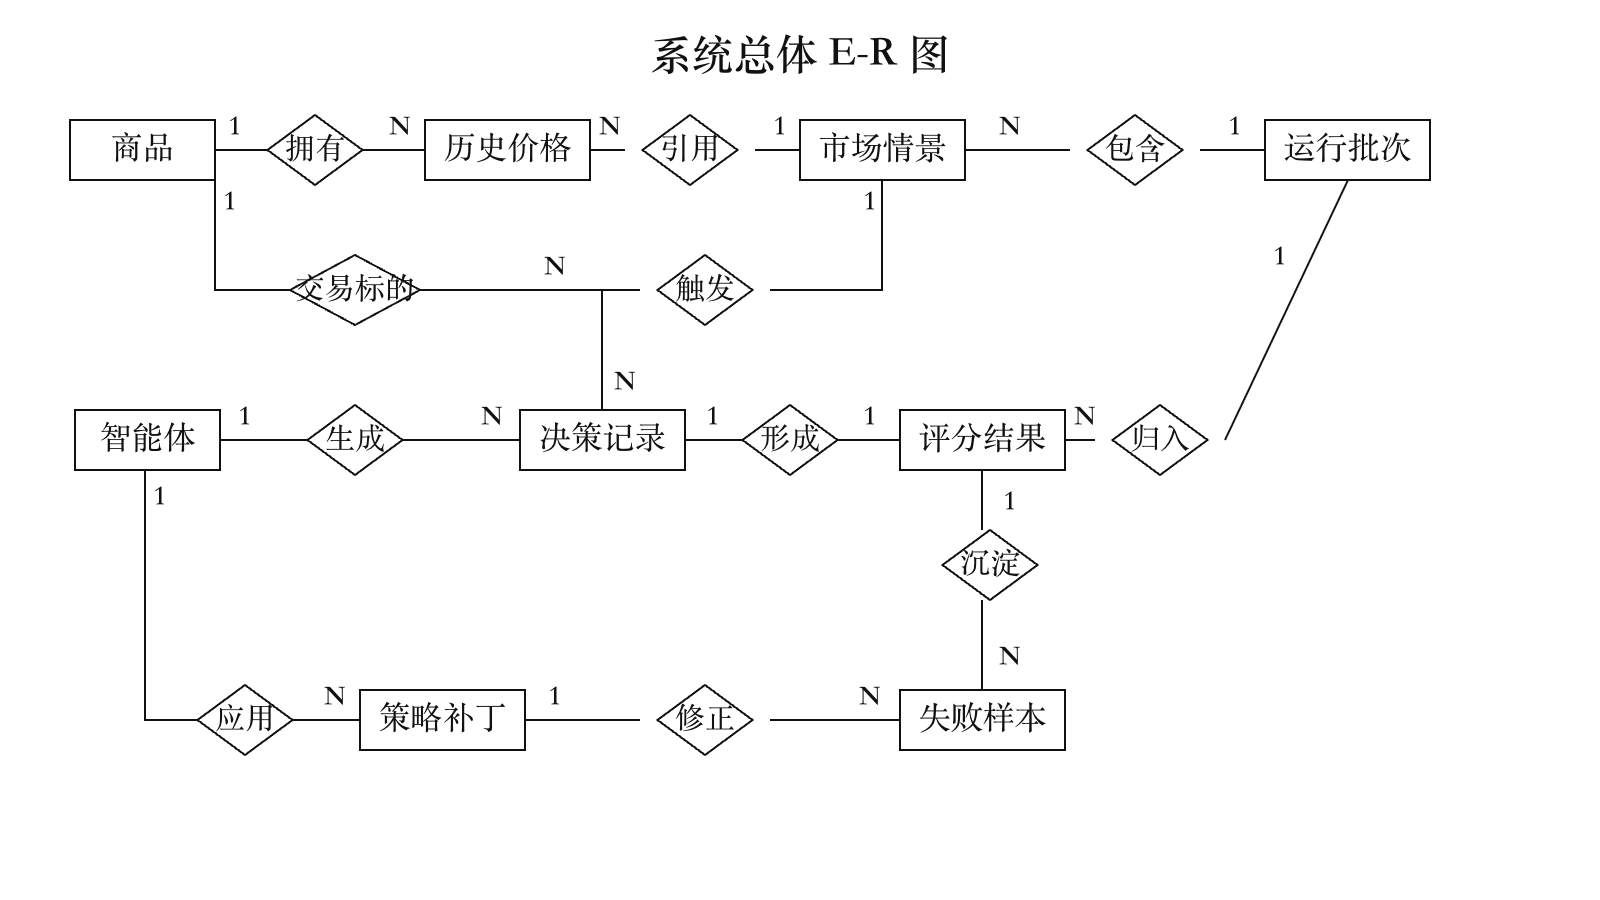 系统总体 E-R 图
商品 1 拥有 N 历史价格 N 引用 1 市场情景 N 包含 1 运行批次
1 1
1
交易标的 N 触发
N
智能体 1 生成 N 决策记录 1 形成 1 评分结果 N 归入
1 1
沉淀
N
应用 N 策略补丁 1 修正 N 失败样本